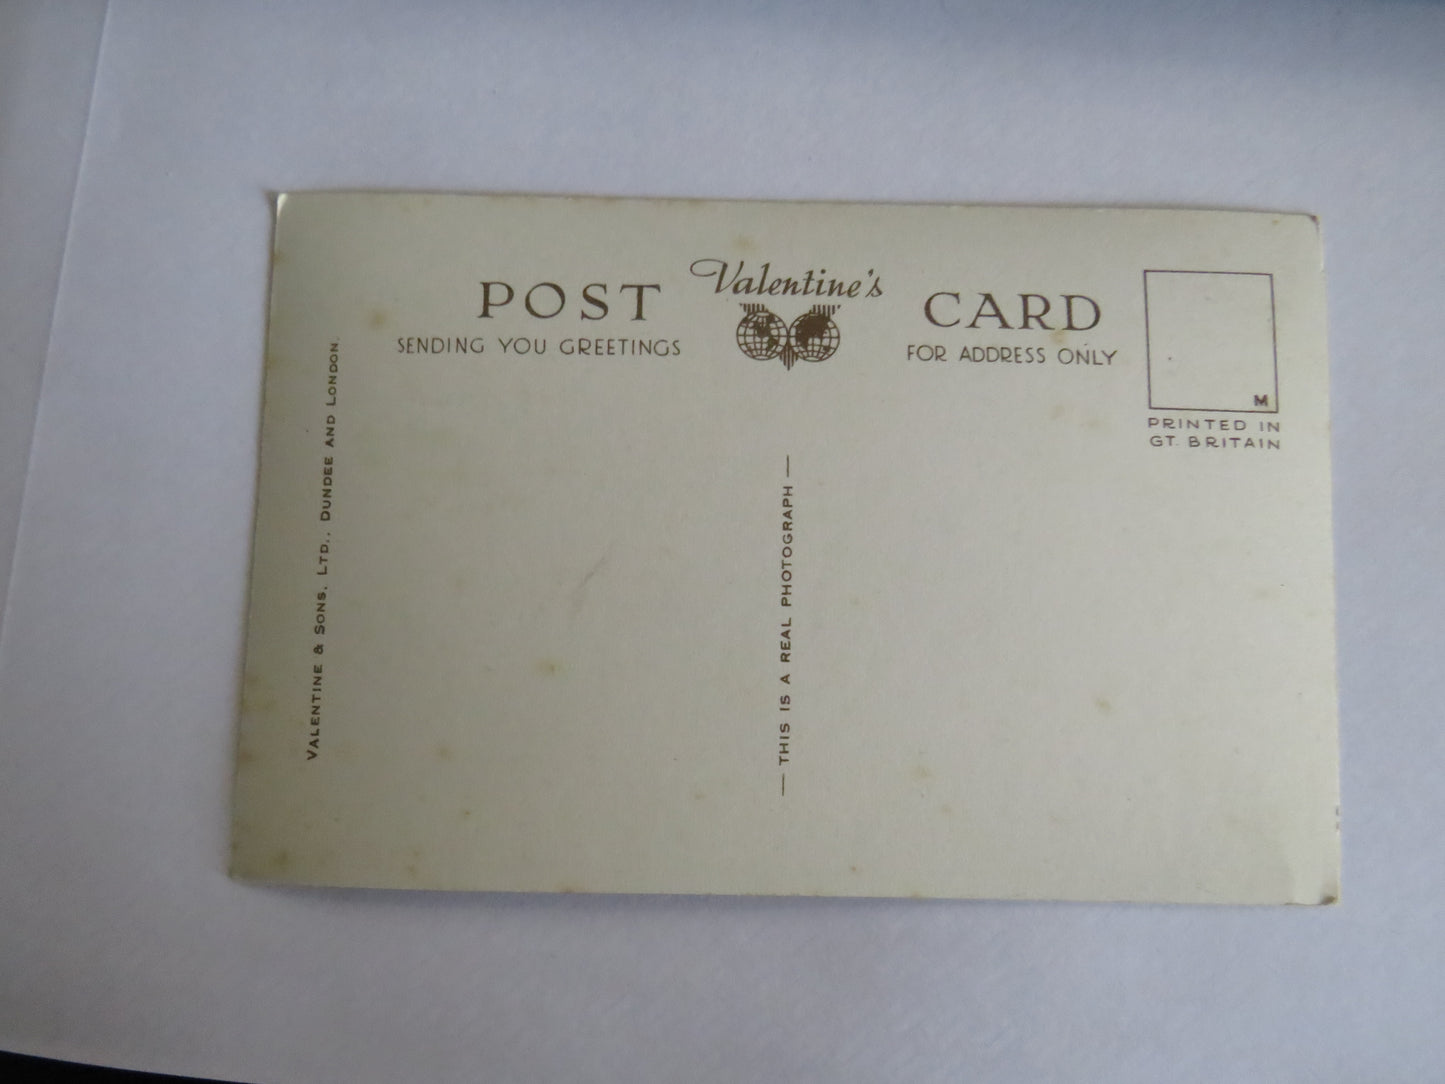 Valentine's
POST CARD
SENDING YOU GREETINGS
FOR ADDRESS ONLY
M
PRINTED IN
GT. BRITAIN
VALENTINE & SONS, LTD., DUNDEE AND LONDON.
— THIS IS A REAL PHOTOGRAPH —